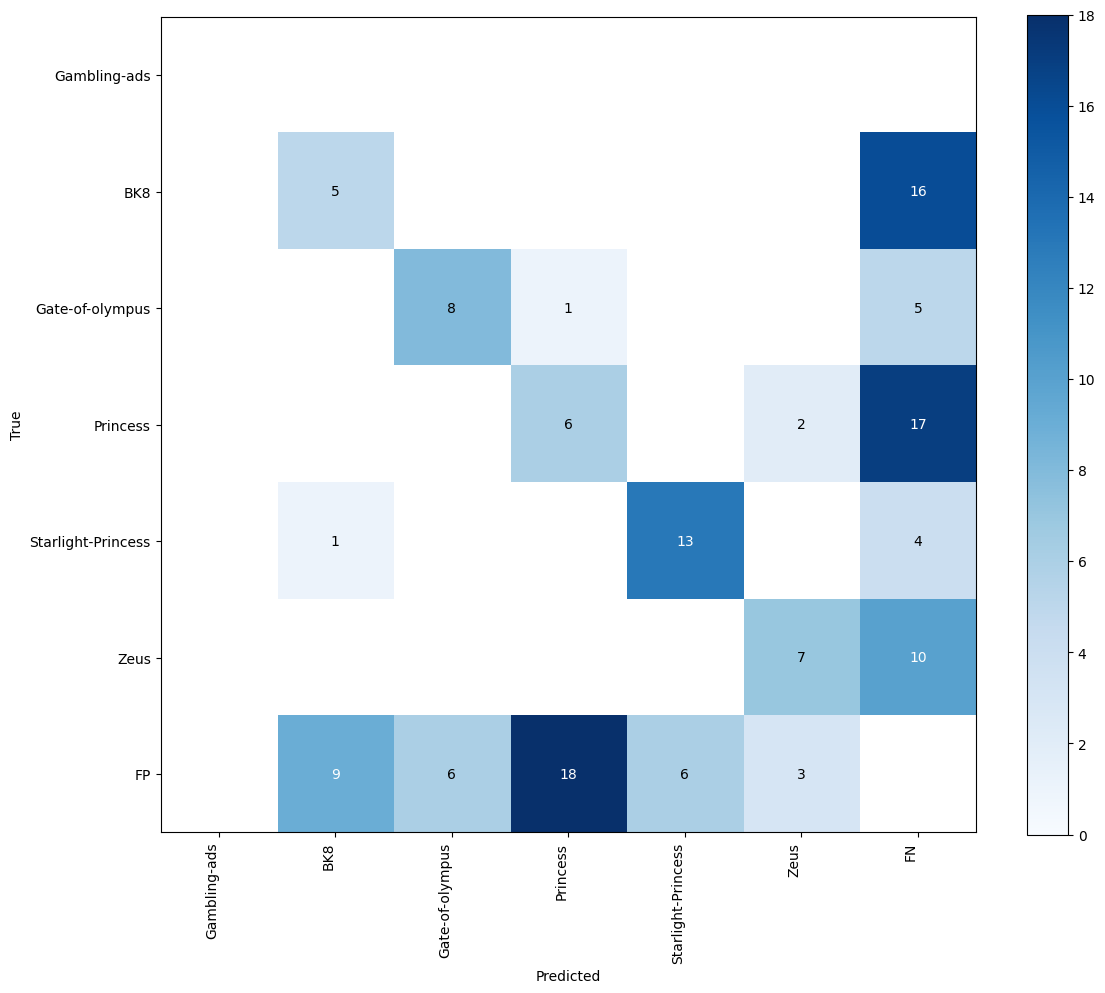 Gambling-ads
BK8
Gate-of-olympus
Princess
Starlight-Princess
Zeus
FP
True
5 16
8 1 5
6 2 17
1 13 4
7 10
9 6 18 6 3
Gambling-ads
BK8
Gate-of-olympus
Princess
Starlight-Princess
Zeus
FN
Predicted
18
16
14
12
10
8
6
4
2
0